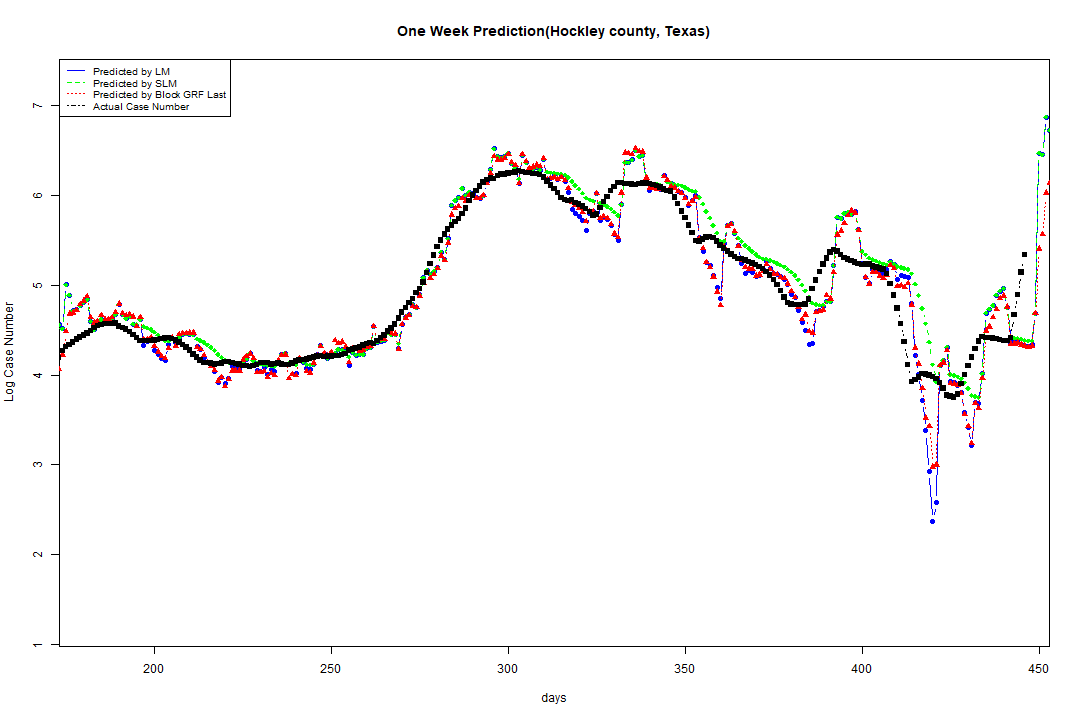 One Week Prediction(Hockley county, Texas)
Predicted by LM
Predicted by SLM
Predicted by Block GRF Last
Actual Case Number
7
6
5
4
3
2
1
Log Case Number
200
250
300
350
400
450
days